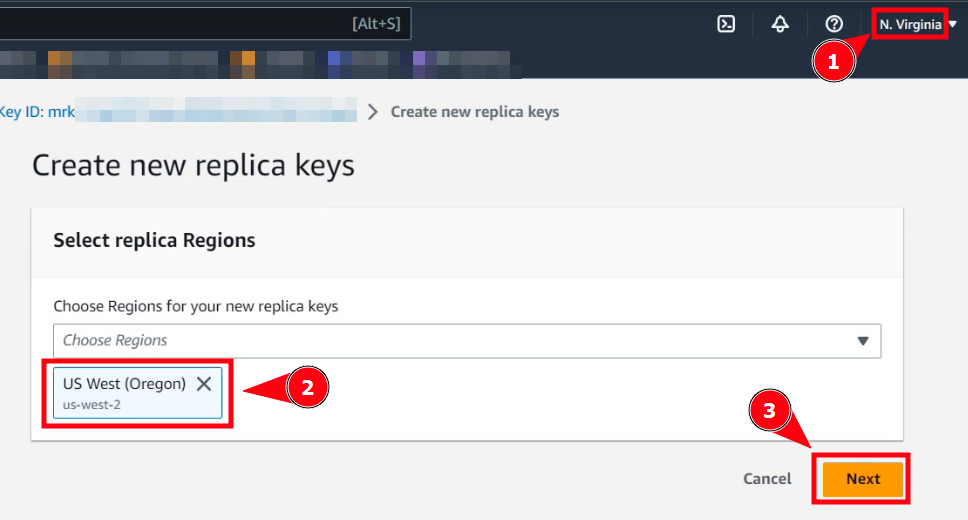 [Alt+S]
N. Virginia
1
Key ID: mrk
Create new replica keys
Create new replica keys
Select replica Regions
Choose Regions for your new replica keys
Choose Regions
US West (Oregon)
us-west-2
2
3
Cancel
Next